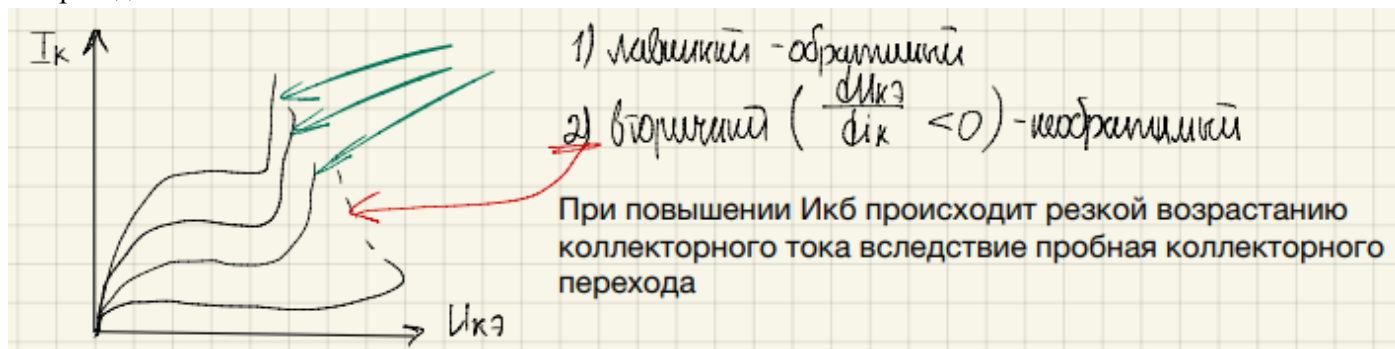 Iк
1) лавинный - обратимый
2) вторичный ( dUкэ / diк < 0 ) - необратимый
При повышении Икб происходит резкой возрастанию
коллекторного тока вследствие пробная коллекторного
перехода
Uкэ